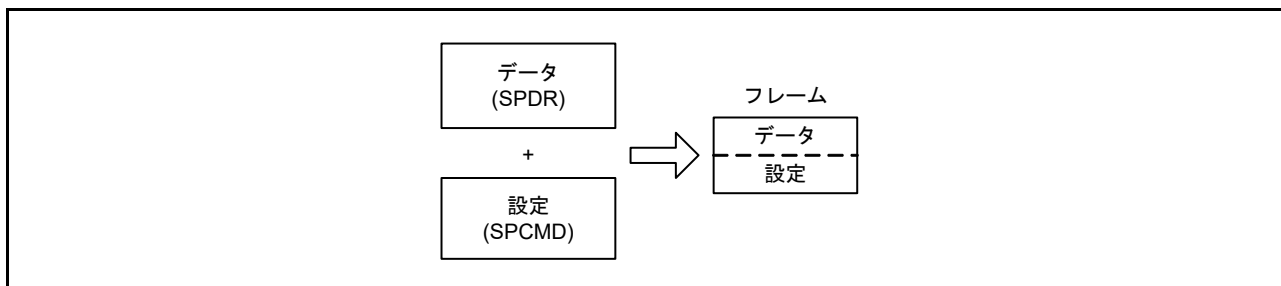 データ
(SPDR)
+
設定
(SPCMD)
フレーム
データ
設定